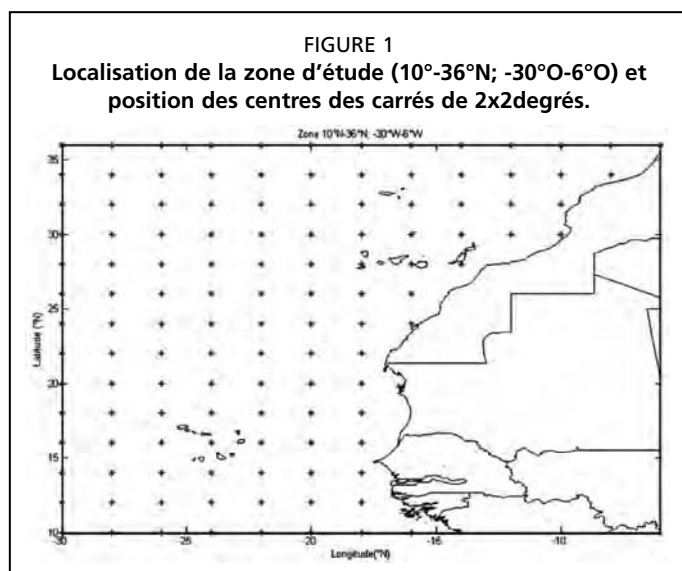 FIGURE 1
Localisation de la zone d'étude (10°-36°N; -30°O-6°O) et
position des centres des carrés de 2x2degrés.
Zone 10°N-36°N; -30°W-6°W
35
30
25
20
15
10
Latitude (°N)
-30
-25
-20
-15
-10
Longitude(°N)